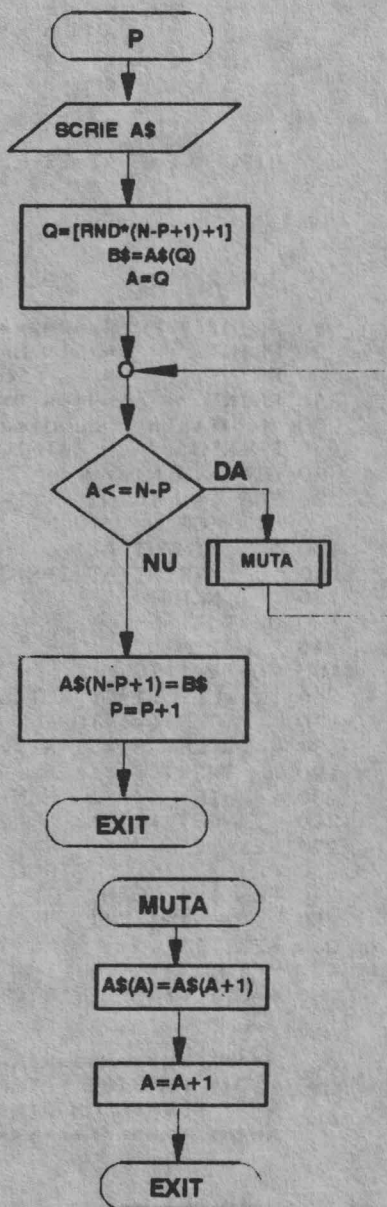 P
SCRIE A$
Q=[RND*(N-P+1)+1]
B$=A$(Q)
A=Q
A<=N-P
DA
MUTA
NU
A$(N-P+1)=B$
P=P+1
EXIT
MUTA
A$(A)=A$(A+1)
A=A+1
EXIT